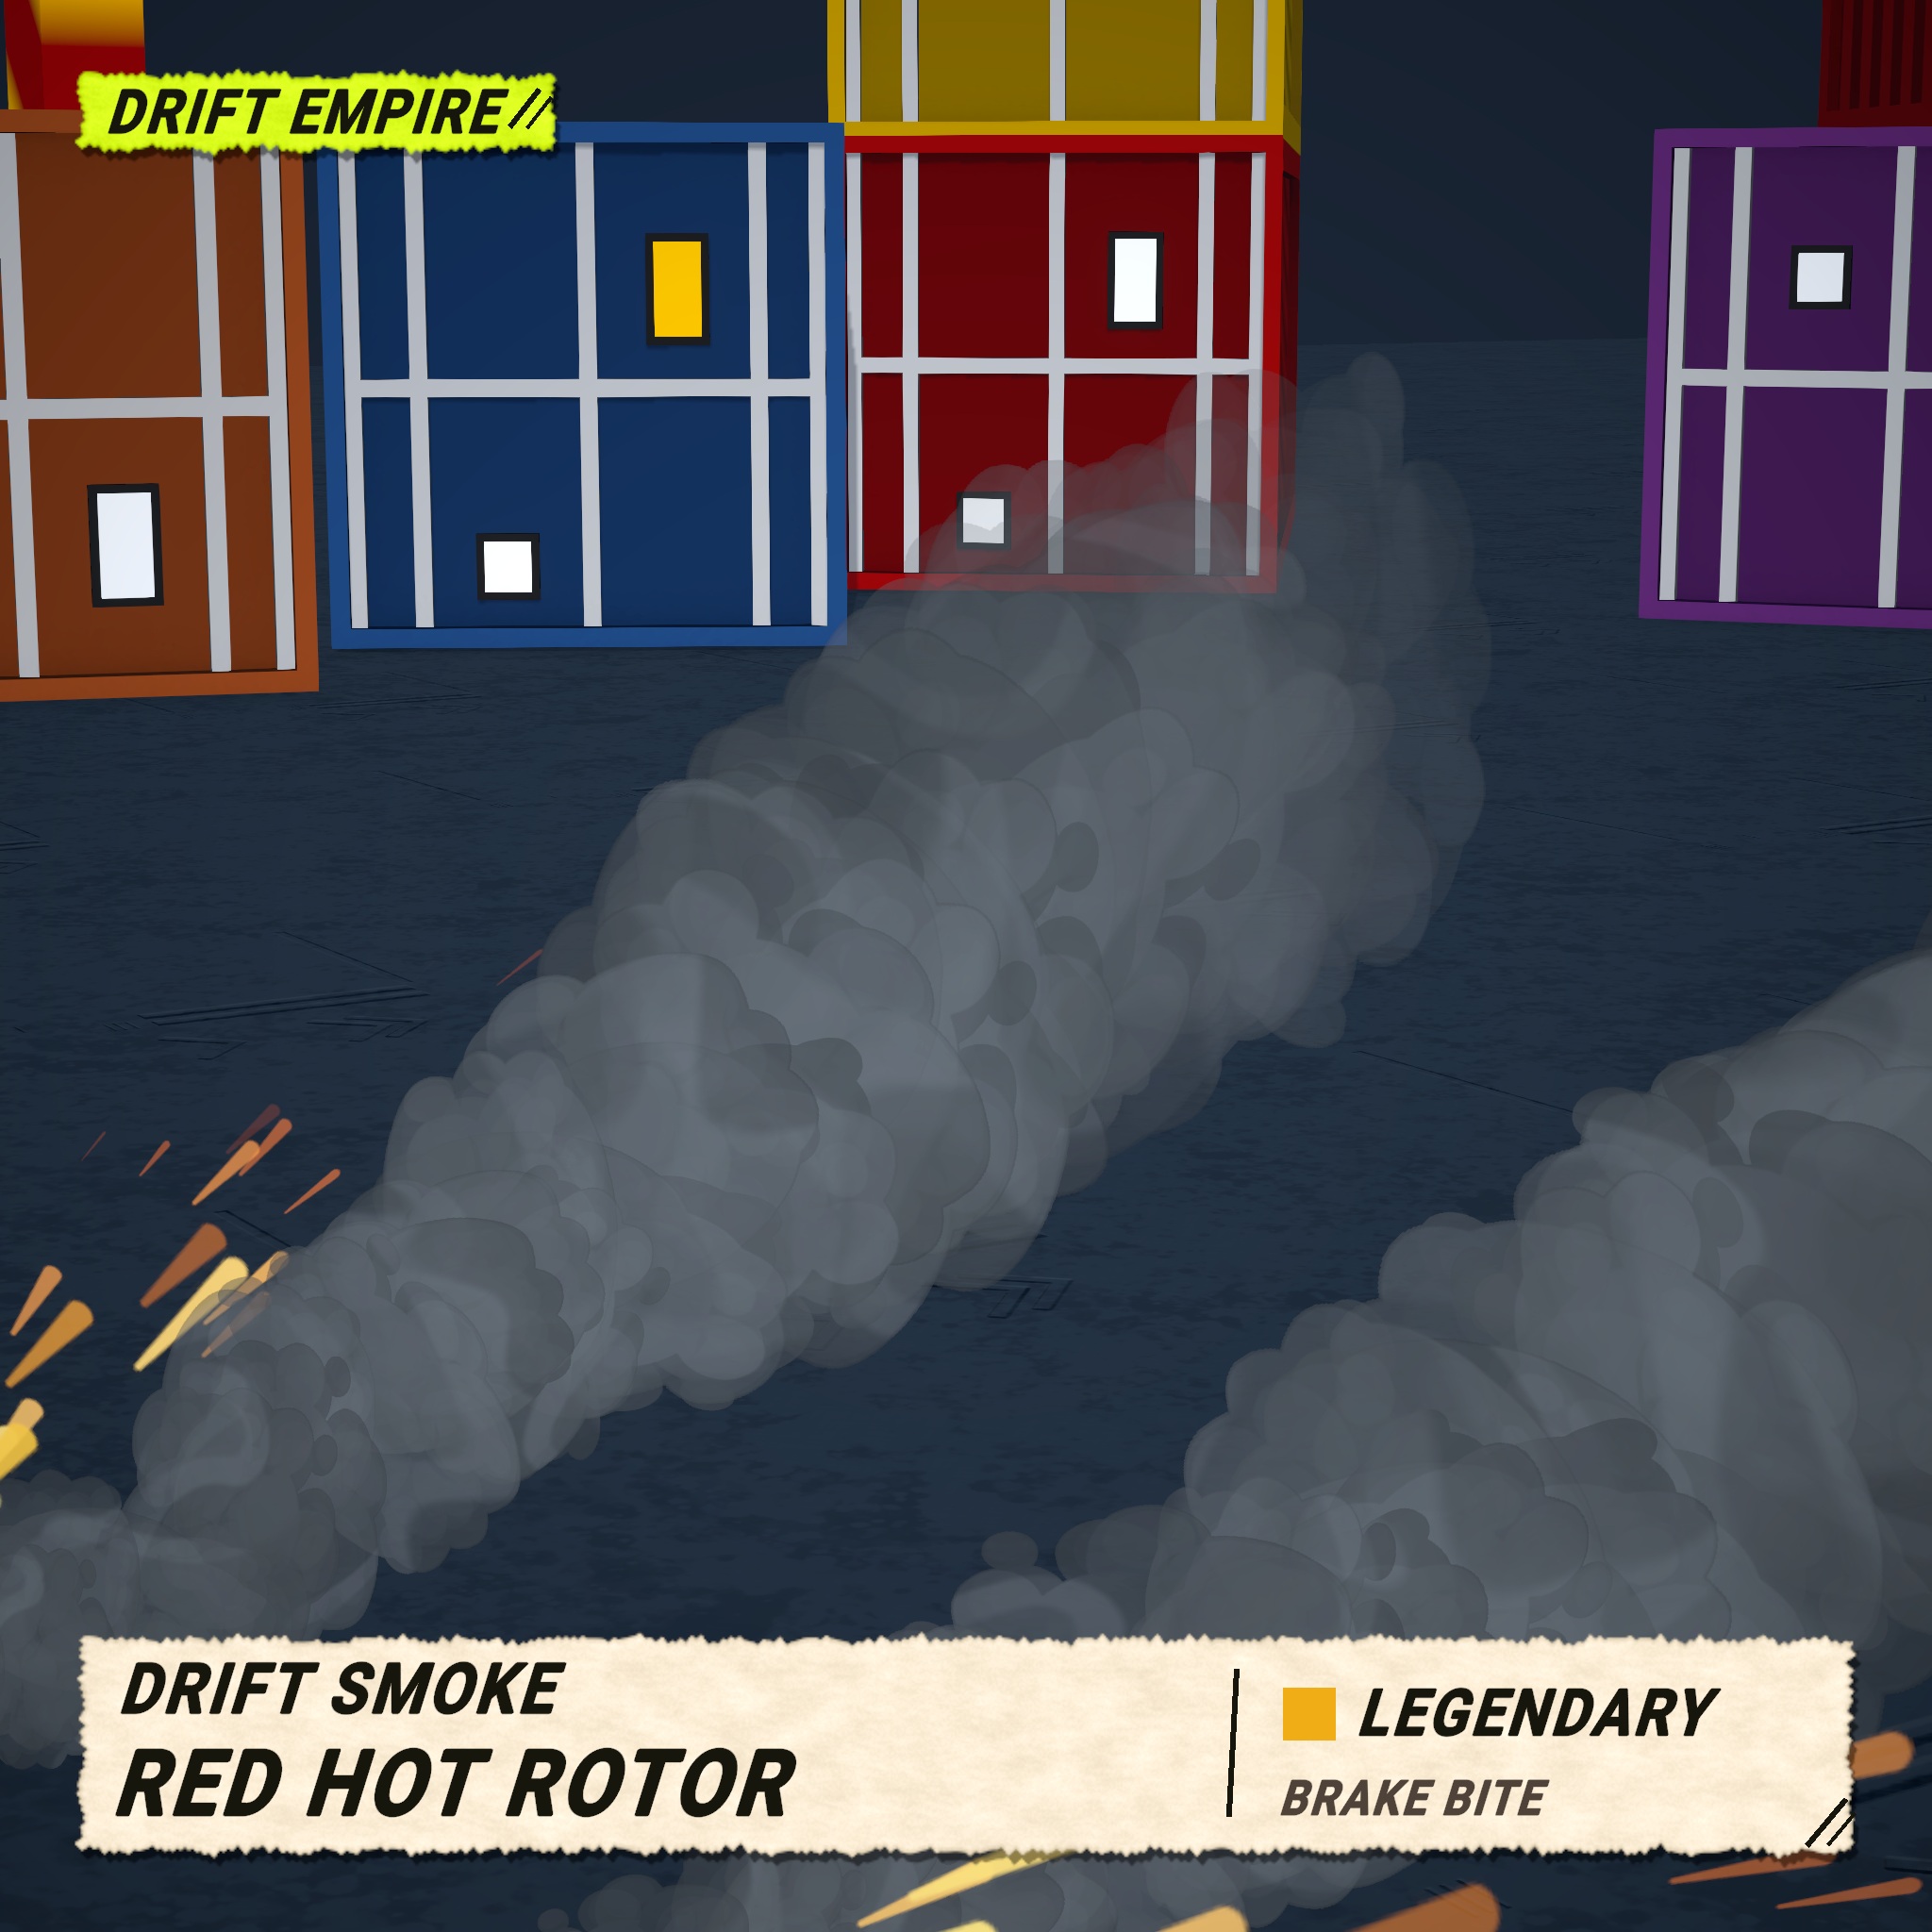 DRIFT EMPIRE//
DRIFT SMOKE
RED HOT ROTOR
LEGENDARY
BRAKE BITE